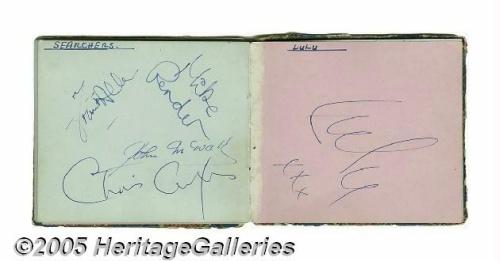 SEARCHERS.
Mike
Pender
John McNally
Chris Curtis
LULU
Lulu
xxx
©2005 HeritageGalleries